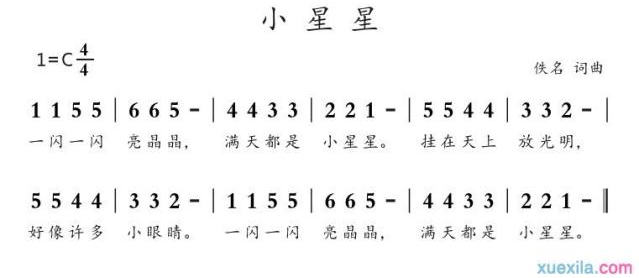 小星星
1=C 4/4
佚名 词曲
1 1 5 5 | 6 6 5 - | 4 4 3 3 | 2 2 1 - | 5 5 4 4 | 3 3 2 - |
一闪一闪 亮晶晶， 满天都是 小星星。 挂在天上 放光明，
5 5 4 4 | 3 3 2 - | 1 1 5 5 | 6 6 5 - | 4 4 3 3 | 2 2 1 - ‖
好像许多 小眼睛。 一闪一闪 亮晶晶， 满天都是 小星星。
xuexila.com